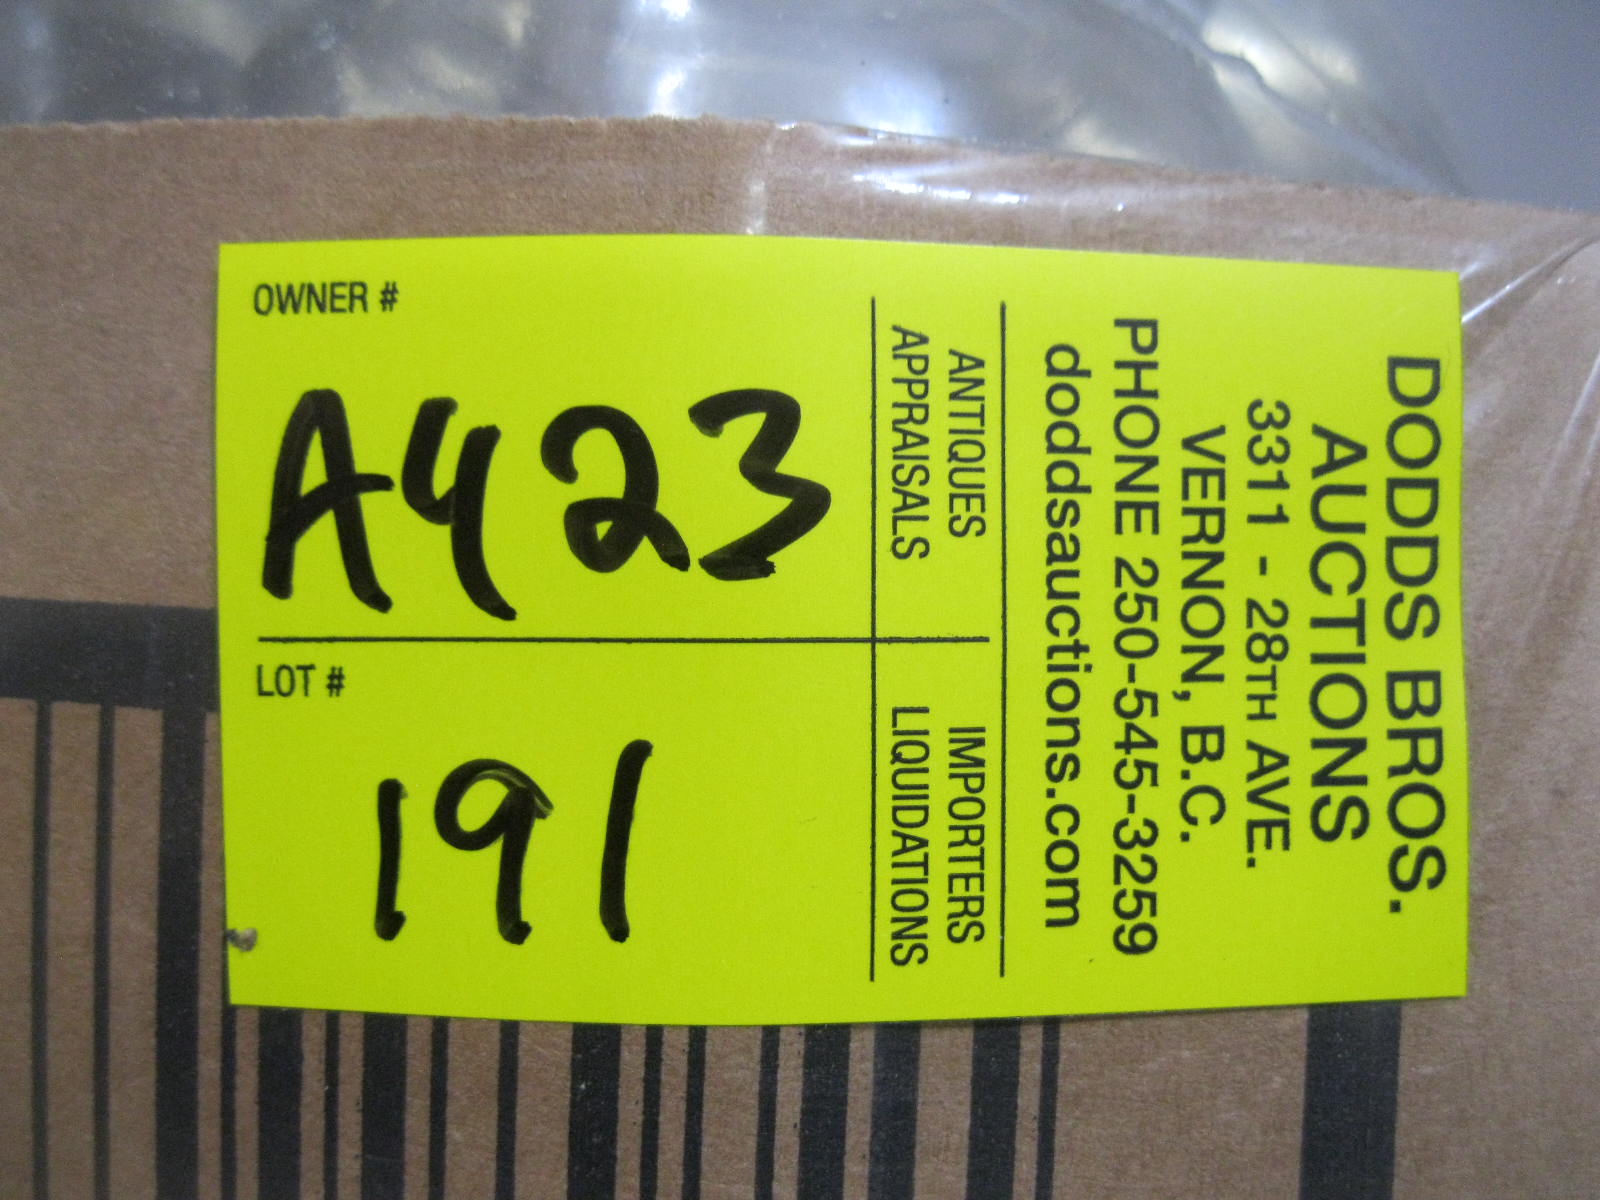 DODDS BROS.
AUCTIONS
3311 - 28TH AVE.
VERNON, B.C.
PHONE 250-545-3259
doddsauctions.com
ANTIQUES
APPRAISALS
IMPORTERS
LIQUIDATIONS
OWNER #
A423
LOT #
191